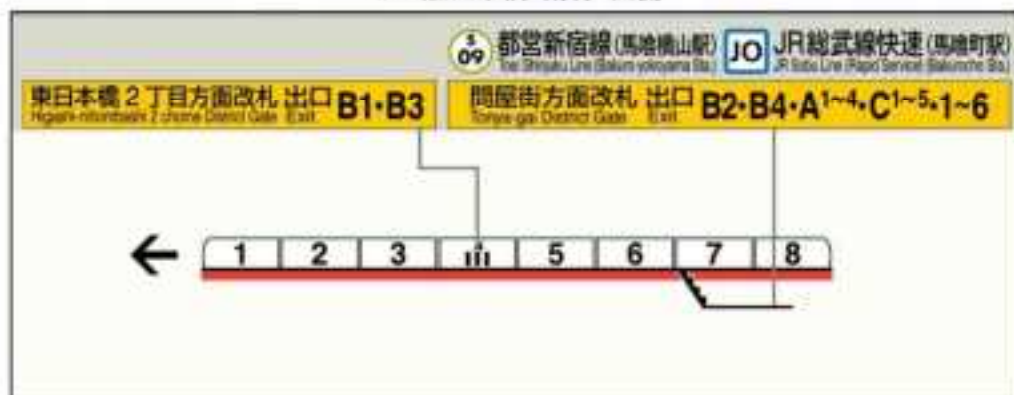 S
09
都営新宿線(馬喰横山駅)
The Shinjuku Line (Bakuro-yokoyama Sta.)
JO
JR総武線快速(馬喰町駅)
JR Sobu Line (Rapid Service) (Bakurocho Sta.)
東日本橋2丁目方面改札 出口 B1・B3
Higashi-nihombashi 2 chome District Gate Exit
問屋街方面改札 出口 B2・B4・A1~4・C1~5・1~6
Tonya-gai District Gate Exit
1 2 3 5 6 7 8